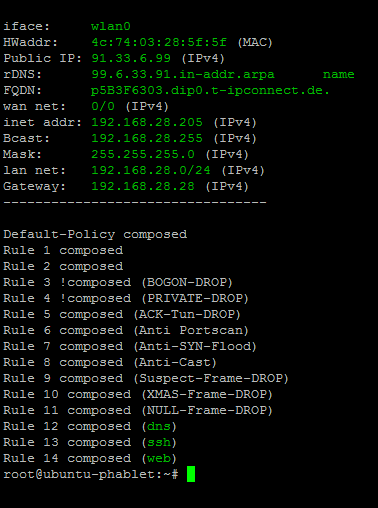 iface: wlan0
HWaddr: 4c:74:03:28:5f:5f (MAC)
Public IP: 91.33.6.99 (IPv4)
rDNS: 99.6.33.91.in-addr.arpa name
FQDN: p5B3F6303.dip0.t-ipconnect.de.
wan net: 0/0 (IPv4)
inet addr: 192.168.28.205 (IPv4)
Bcast: 192.168.28.255 (IPv4)
Mask: 255.255.255.0 (IPv4)
lan net: 192.168.28.0/24 (IPv4)
Gateway: 192.168.28.28 (IPv4)
----------------------------------
Default-Policy composed
Rule 1 composed
Rule 2 composed
Rule 3 !composed (BOGON-DROP)
Rule 4 !composed (PRIVATE-DROP)
Rule 5 composed (ACK-Tun-DROP)
Rule 6 composed (Anti Portscan)
Rule 7 composed (Anti-SYN-Flood)
Rule 8 composed (Anti-Cast)
Rule 9 composed (Suspect-Frame-DROP)
Rule 10 composed (XMAS-Frame-DROP)
Rule 11 composed (NULL-Frame-DROP)
Rule 12 composed (dns)
Rule 13 composed (ssh)
Rule 14 composed (web)
root@ubuntu-phablet:~#